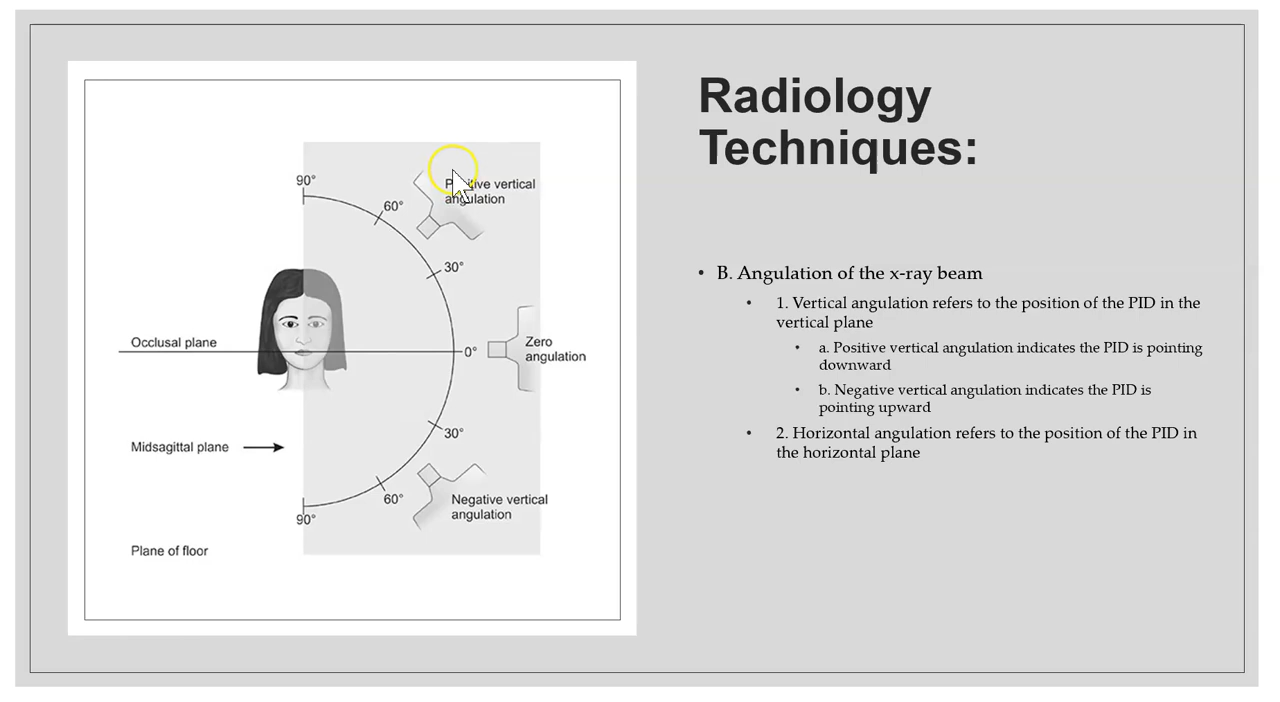 Radiology
Techniques:
90°
60°
vertical
angulation
30°
Occlusal plane
0°
Zero
angulation
30°
Midsagittal plane
60°
Negative vertical
angulation
90°
Plane of floor
• B. Angulation of the x-ray beam
• 1. Vertical angulation refers to the position of the PID in the
vertical plane
• a. Positive vertical angulation indicates the PID is pointing
downward
• b. Negative vertical angulation indicates the PID is
pointing upward
• 2. Horizontal angulation refers to the position of the PID in
the horizontal plane